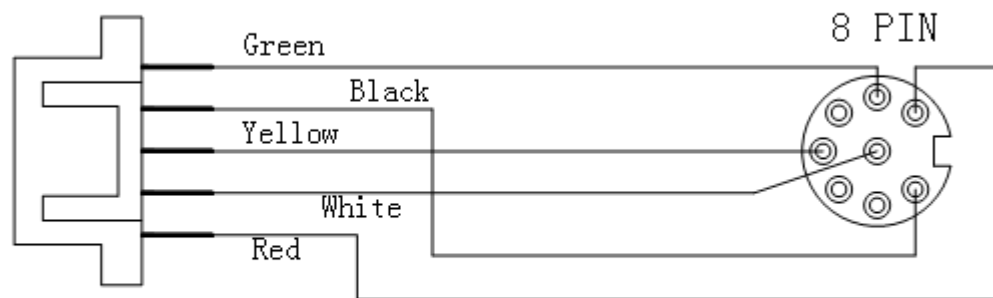 8 PIN
Green
Black
Yellow
White
Red